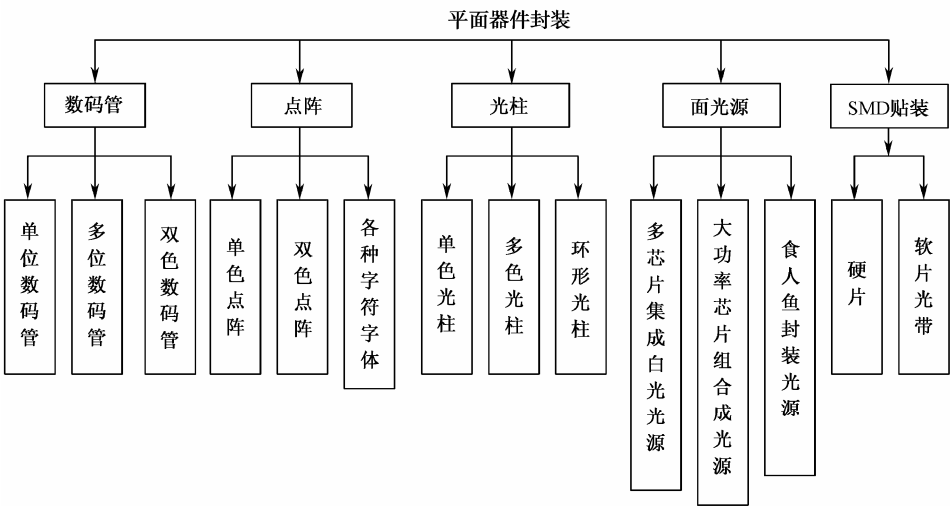 平面器件封装
数码管
点阵
光柱
面光源
SMD贴装
单位数码管
多位数码管
双色数码管
单色点阵
双色点阵
各种字符字体
单色光柱
多色光柱
环形光柱
多芯片集成白光光源
大功率芯片组合成光源
食人鱼封装光源
硬片
软片光带